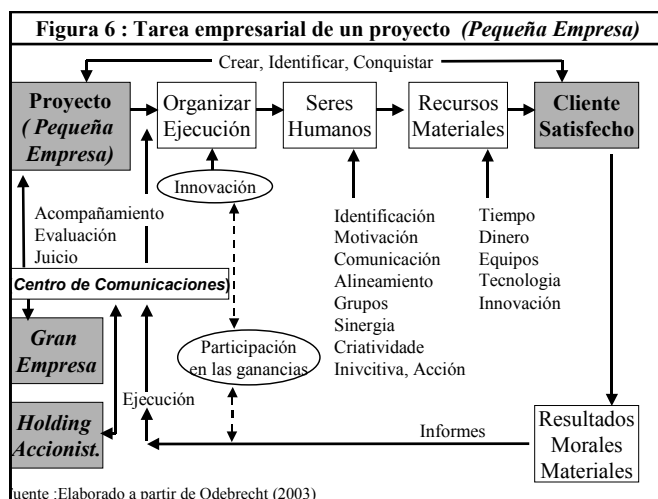 Figura 6 : Tarea empresarial de un proyecto (Pequeña Empresa)
Crear, Identificar, Conquistar
Proyecto
( Pequeña
Empresa)
Organizar
Ejecución
Seres
Humanos
Recursos
Materiales
Cliente
Satisfecho
Innovación
Acompañamiento
Evaluación
Juicio
Identificación
Motivación
Comunicación
Alineamiento
Grupos
Sinergia
Criatividade
Inivcitiva, Acción
Tiempo
Dinero
Equipos
Tecnologia
Innovación
Centro de Comunicaciones)
Gran
Empresa
Participación
en las ganancias
Ejecución
Holding
Accionist.
Informes
Resultados
Morales
Materiales
uente :Elaborado a partir de Odebrecht (2003)